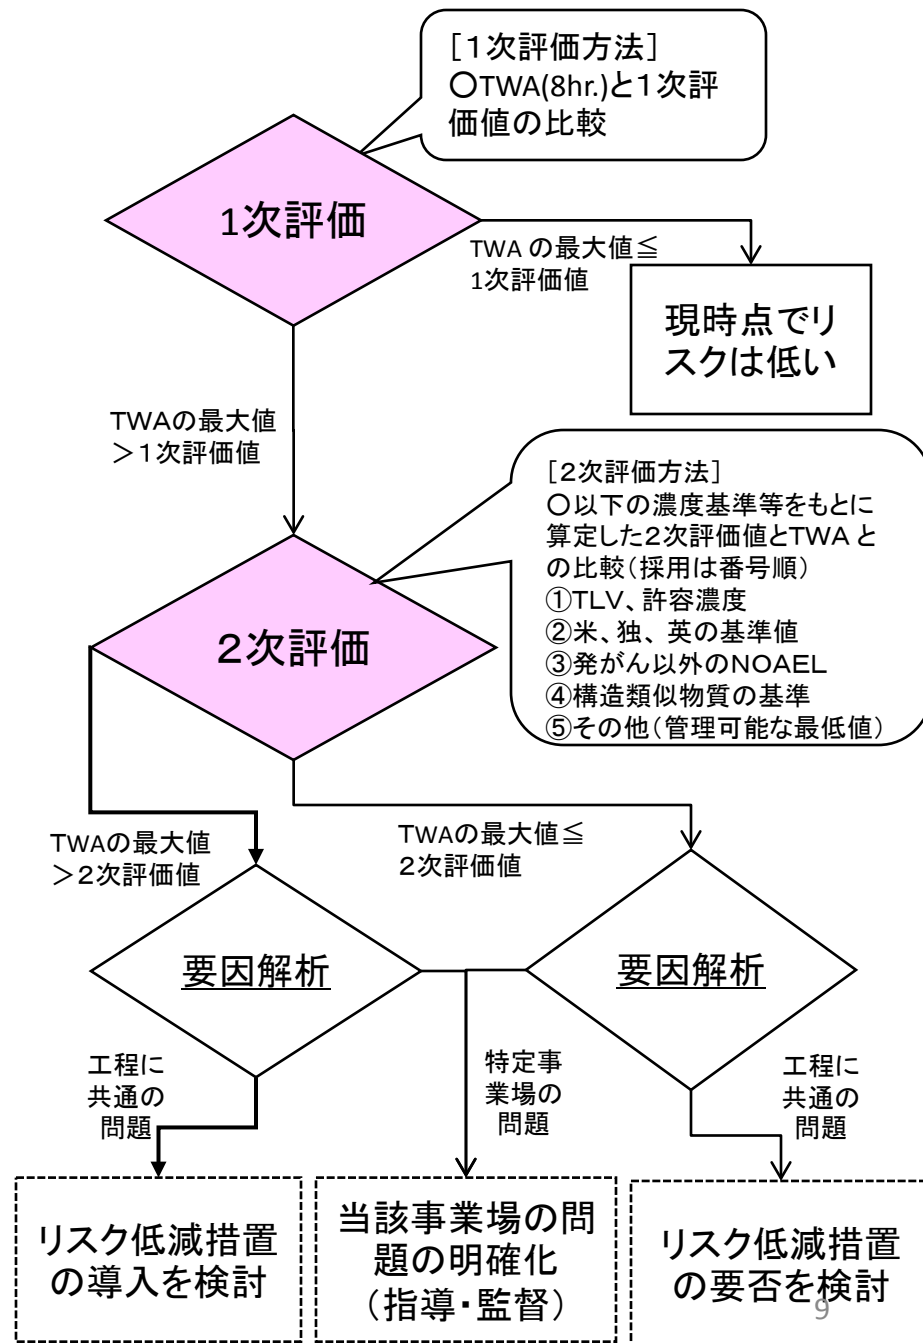 ［１次評価方法］
○TWA(8hr.)と１次評
価値の比較
1次評価
TWA の最大値≦
1次評価値
現時点でリ
スクは低い
TWAの最大値
＞１次評価値
［２次評価方法］
○以下の濃度基準等をもとに
算定した２次評価値とTWA と
の比較（採用は番号順）
①TLV、許容濃度
②米、独、英の基準値
③発がん以外のNOAEL
④構造類似物質の基準
⑤その他（管理可能な最低値）
２次評価
TWAの最大値
＞２次評価値
TWAの最大値≦
２次評価値
要因解析
要因解析
工程に
共通の
問題
特定事
業場の
問題
工程に
共通の
問題
リスク低減措置
の導入を検討
当該事業場の問
題の明確化
（指導・監督）
リスク低減措置
の要否を検討
9